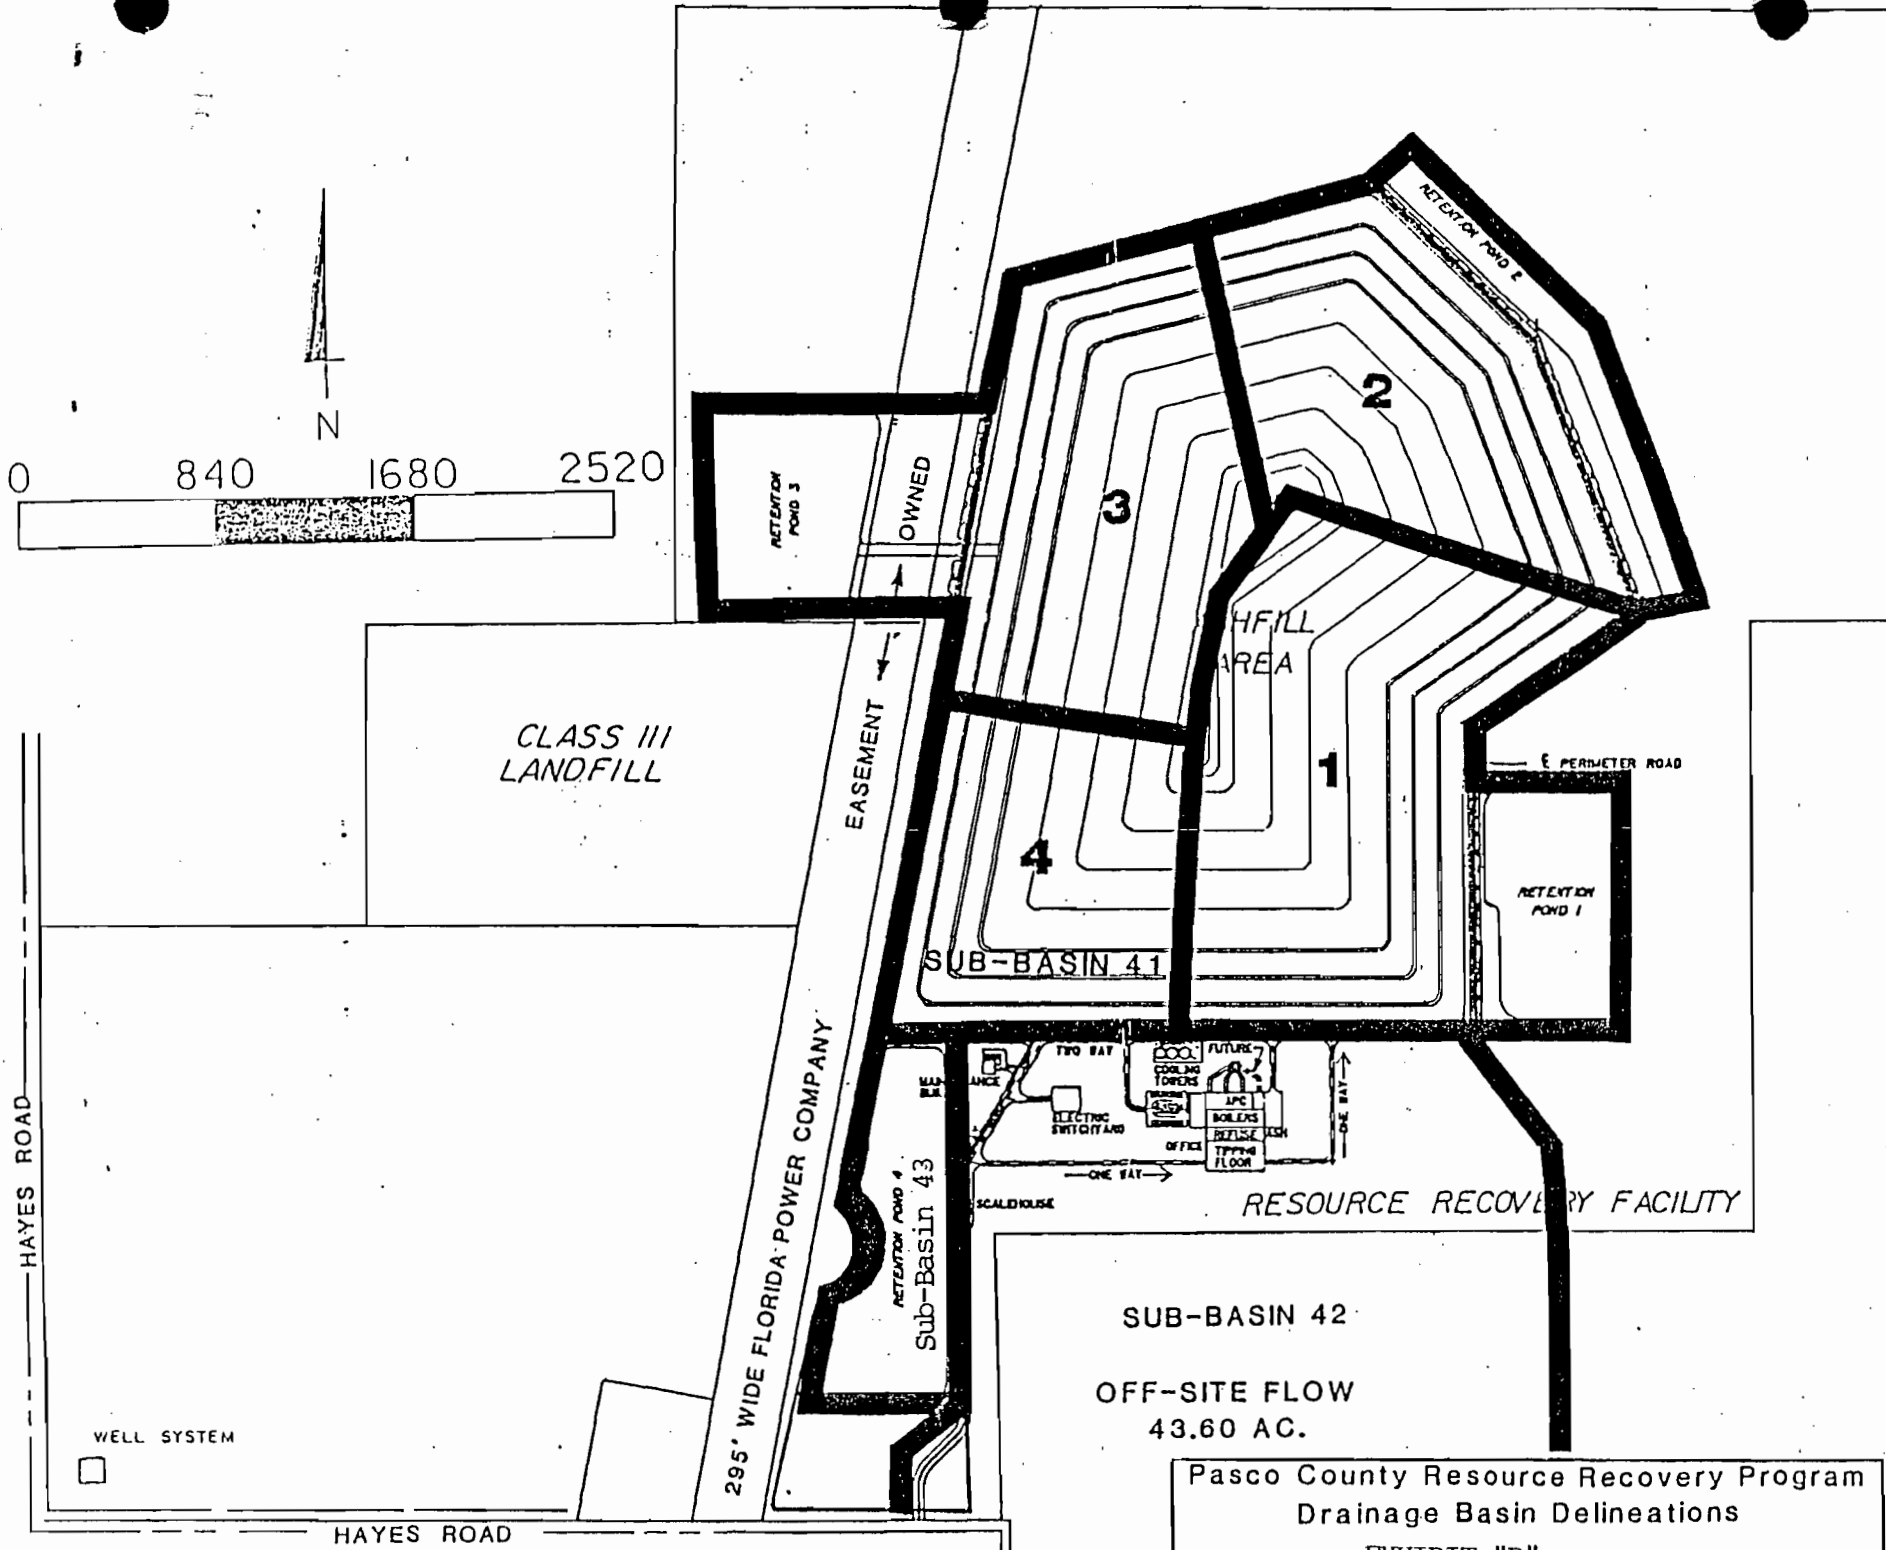 RETENTION POND 2
N
0 840 1680 2520
2
3
RETENTION
POND 3
OWNED
HFILL
AREA
EASEMENT
CLASS III
LANDFILL
1
4
E PERIMETER ROAD
RETENTION
POND 1
SUB-BASIN 41
TWO WAY
COOLING
TOWERS
FUTURE
ELECTRIC
SWITCHYARD
APC
BOILERS
REFUSE
TIPPING
FLOOR
OFFICE
ASH
ONE WAY
ONE WAY
SCALEHOUSE
RETENTION POND 4
Sub-Basin 43
RESOURCE RECOVERY FACILITY
295' WIDE FLORIDA POWER COMPANY
HAYES ROAD
SUB-BASIN 42
OFF-SITE FLOW
43.60 AC.
WELL SYSTEM
HAYES ROAD
Pasco County Resource Recovery Program
Drainage Basin Delineations